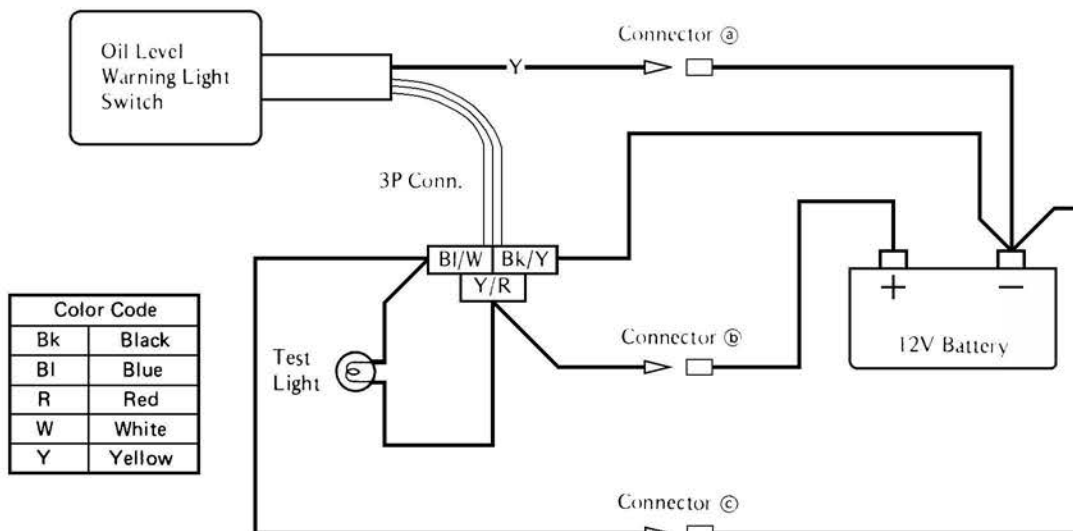 Oil Level
Warning Light
Switch
Y
Connector ⓐ
3P Conn.
Bl/W
Bk/Y
Y/R
Connector ⓑ
+
−
12V Battery
Test
Light
Color Code
Bk Black
Bl Blue
R Red
W White
Y Yellow
Connector ⓒ